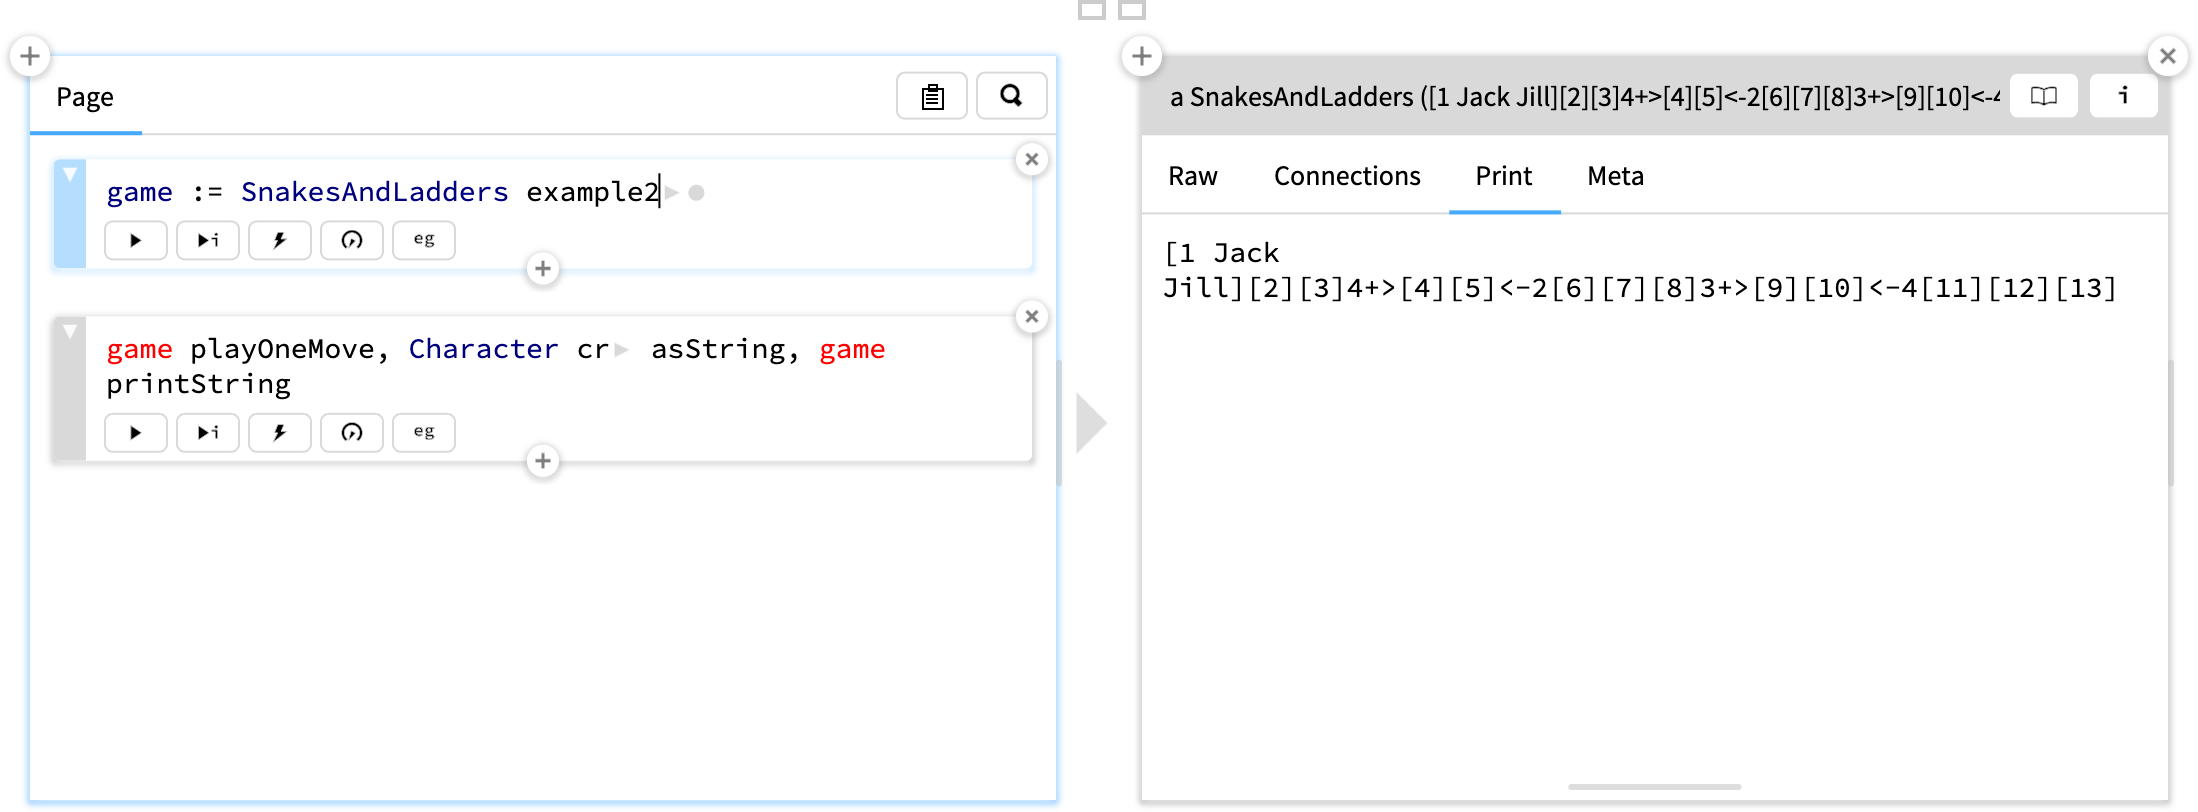 Page
game := SnakesAndLadders example2
eg
game playOneMove, Character cr asString, game
printString
eg
a SnakesAndLadders ([1 Jack Jill][2][3]4+>[4][5]<-2[6][7][8]3+>[9][10]<-4
i
Raw Connections Print Meta
[1 Jack
Jill][2][3]4+>[4][5]<-2[6][7][8]3+>[9][10]<-4[11][12][13]